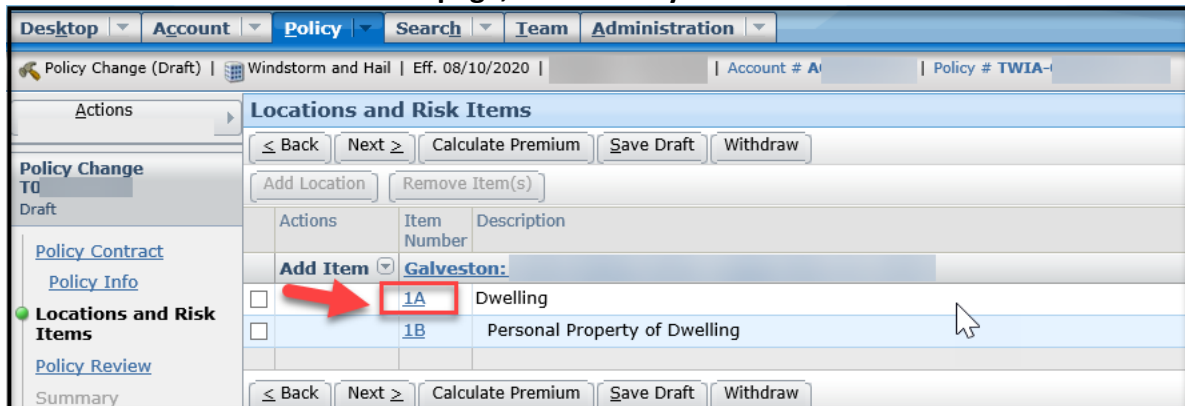 Desktop Account Policy Search Team Administration
Policy Change (Draft) | Windstorm and Hail | Eff. 08/10/2020 | | Account # A | Policy # TWIA-
Actions
Locations and Risk Items
< Back Next > Calculate Premium Save Draft Withdraw
Policy Change
T0
Draft
Add Location Remove Item(s)
Actions Item Number Description
Policy Contract
Policy Info
Locations and Risk Items
Policy Review
Summary
Add Item Galveston:
1A Dwelling
1B Personal Property of Dwelling
< Back Next > Calculate Premium Save Draft Withdraw